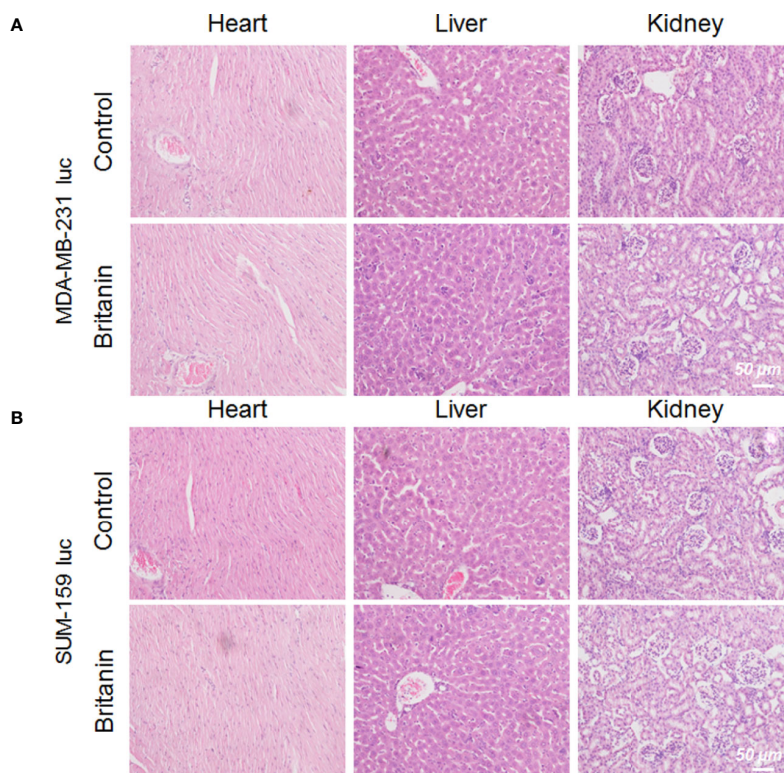 A
Heart Liver Kidney
MDA-MB-231 luc
Control
Britanin
50 µm
B
Heart Liver Kidney
SUM-159 luc
Control
Britanin
50 µm